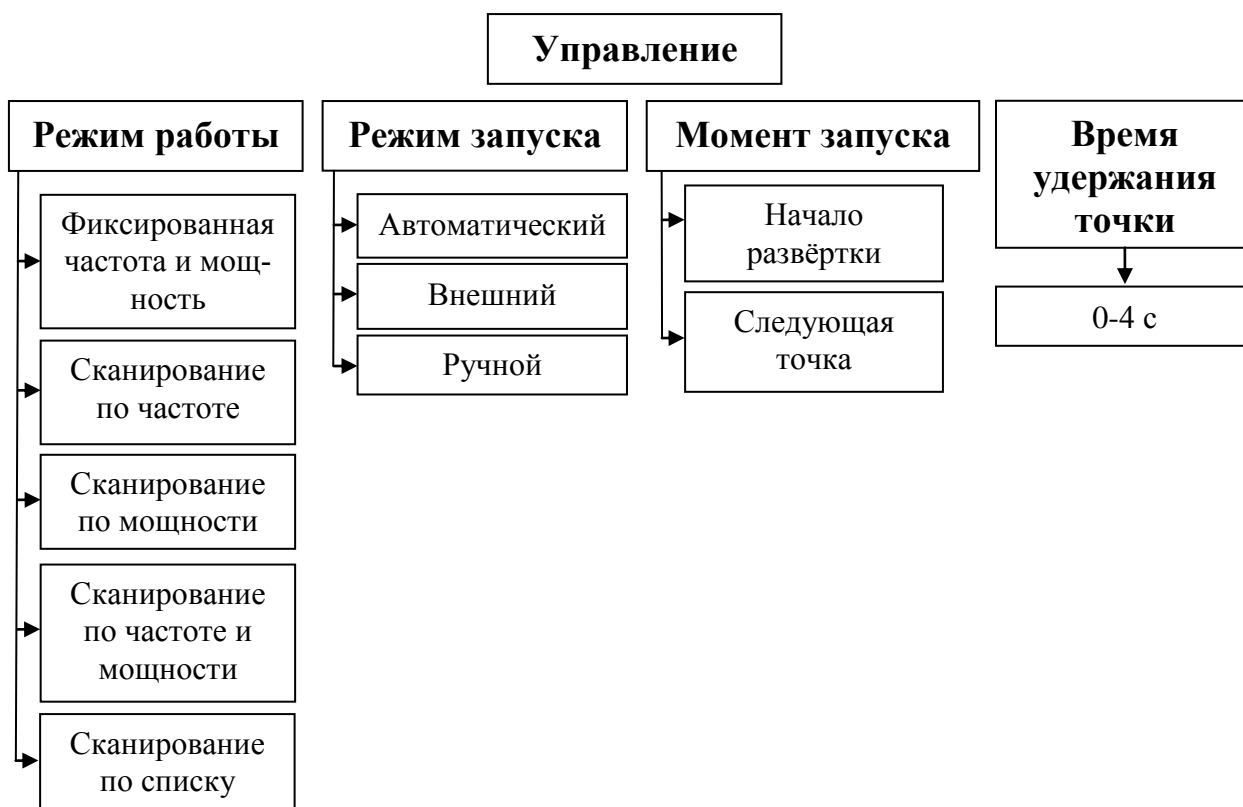 Управление
Режим работы
Фиксированная
частота и мощ-
ность
Сканирование
по частоте
Сканирование
по мощности
Сканирование
по частоте и
мощности
Сканирование
по списку
Режим запуска
Автоматический
Внешний
Ручной
Момент запуска
Начало
развёртки
Следующая
точка
Время
удержания
точки
0-4 с